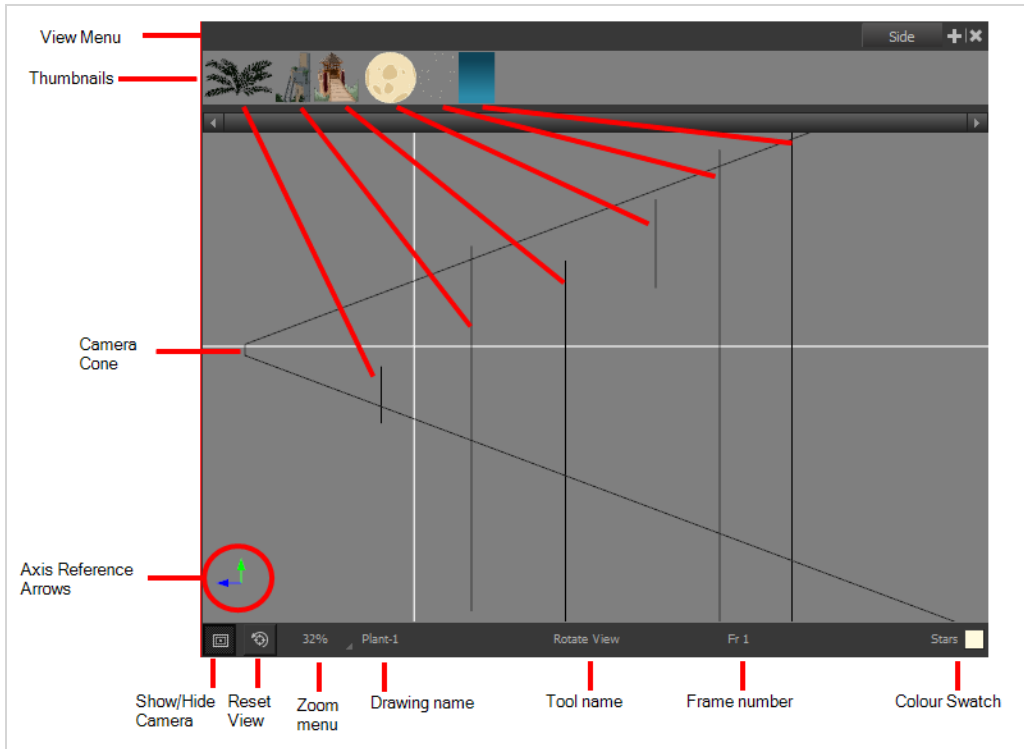 View Menu
Side
Thumbnails
Camera
Cone
Axis Reference
Arrows
32%
Plant-1
Rotate View
Fr 1
Stars
Show/Hide
Camera
Reset
View
Zoom
menu
Drawing name
Tool name
Frame number
Colour Swatch